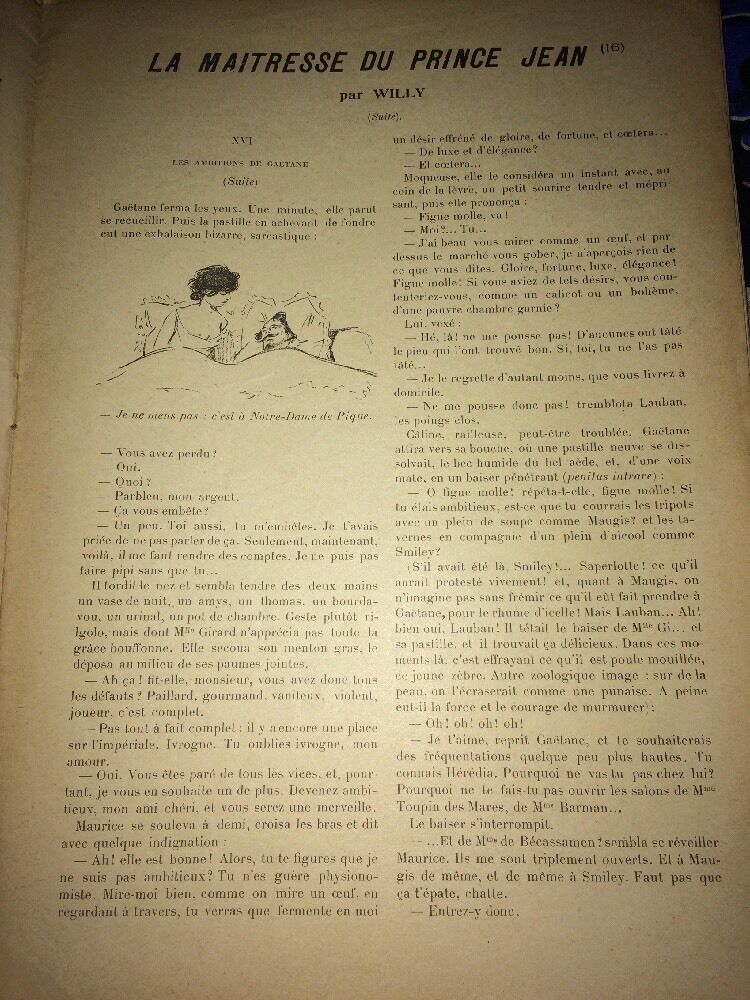 LA MAITRESSE DU PRINCE JEAN (16)
par WILLY
(Suite).
XVI
LES AMBITIONS DE GAETANE
(Suite)
Gaëtane ferma les yeux. Une minute, elle parut
se recueillir. Puis la pastille en achevant de fondre
eut une exhalaison bizarre, sarcastique :
— Je ne mens pas : c'est à Notre-Dame de Pique.
— Vous avez perdu ?
Oui.
— Quoi ?
— Parbleu, mon argent.
— Ça vous embête ?
— Un peu. Toi aussi, tu m'embêtes. Je t'avais
priée de ne pas parler de ça. Seulement, maintenant,
voilà, il me faut rendre des comptes. Je ne puis pas
faire pipi sans que tu...
Il tordit le nez et sembla tendre des deux mains
un vase de nuit, un amys, un thomas, un bourda-
vou, un urinal, un pot de chambre. Geste plutôt ri-
golo, mais dont Mlle Girard n'apprécia pas toute la
grâce bouffonne. Elle secoua son menton gras, le
déposa au milieu de ses paumes jointes.
— Ah ça ! fit-elle, monsieur, vous avez donc tous
les défauts ? Paillard, gourmand, vaniteux, violent,
joueur, c'est complet.
— Pas tout à fait complet : il y a encore une place
sur l'impériale. Ivrogne. Tu oublies ivrogne, mon
amour.
— Oui. Vous êtes paré de tous les vices, et, pour-
tant, je vous en souhaite un de plus. Devenez ambi-
tieux, mon ami chéri, et vous serez une merveille.
Maurice se souleva à demi, croisa les bras et dit
avec quelque indignation :
— Ah ! elle est bonne ! Alors, tu te figures que je
ne suis pas ambitieux ? Tu n'es guère physiono-
miste. Mire-moi bien, comme on mire un œuf, en
regardant à travers, tu verras que fermente en moi
un désir effréné de gloire, de fortune, et cœtera...
— De luxe et d'élégance ?
— Et cœtera...
Moqueuse, elle le considéra un instant avec, au
coin de la lèvre, un petit sourire tendre et mépri-
sant, puis elle prononça :
— Figue molle, va !
— Moi ?... Tu...
— J'ai beau vous mirer comme un œuf, et par
dessus le marché vous gober, je n'aperçois rien de
ce que vous dites. Gloire, fortune, luxe, élégance !
Figue molle ! Si vous aviez de tels désirs, vous con-
tenteriez-vous, comme un calicot ou un bohème,
d'une pauvre chambre garnie ?
Lui, vexé :
— Hé, là ! ne me pousse pas ! D'aucunes ont tâté
le pieu qui l'ont trouvé bon. Si, toi, tu ne l'as pas
tâté...
— Je le regrette d'autant moins, que vous livrez à
domicile.
— Ne me pousse donc pas ! tremblota Lauban,
les poings clos.
Câline, railleuse, peut-être troublée, Gaëtane
attira vers sa bouche, où une pastille neuve se dis-
solvait, le bec humide du bel aède, et, d'une voix
mate, en un baiser pénétrant (penitus intrare) :
— O figue molle ! répéta-t-elle, figue molle ! Si
tu étais ambitieux, est-ce que tu courrais les tripots
avec un plein de soupe comme Maugis ? et les ta-
vernes en compagnie d'un plein d'alcool comme
Smiley ?
(S'il avait été là, Smiley !... Saperlotte ! ce qu'il
aurait protesté vivement ! et, quant à Maugis, on
n'imagine pas sans frémir ce qu'il eût fait prendre à
Gaëtane, pour le rhume d'icelle ! Mais Lauban... Ah !
bien oui, Lauban ! Il tétait le baiser de Mlle Gi... et
sa pastille, et il trouvait ça délicieux. Dans ces mo-
ments là, c'est effrayant ce qu'il est poule mouillée,
ce jeune zèbre. Autre zoologique image : sur de la
peau, on l'écraserait comme une punaise. A peine
eut-il la force et le courage de murmurer) :
— Oh ! oh ! oh ! oh !
— Je t'aime, reprit Gaëtane, et te souhaiterais
des fréquentations quelque peu plus hautes. Tu
connais Hérédia. Pourquoi ne vas tu pas chez lui ?
Pourquoi ne te fais-tu pas ouvrir les salons de Mme
Toupin des Mares, de Mme Barman...
Le baiser s'interrompit.
— ...Et de Mme de Bécassamen ? sembla se réveiller
Maurice. Ils me sont triplement ouverts. Et à Mau-
gis de même, et de même à Smiley. Faut pas que
ça t'épate, chatte.
— Entrez-y donc.